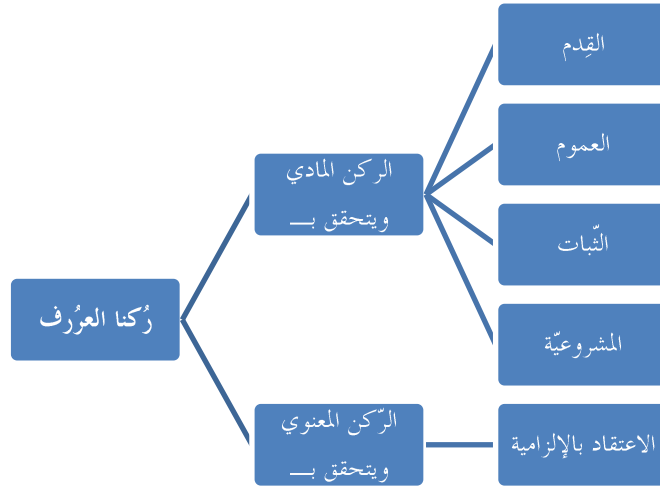 رُكنا العرُرف
الركن المادي
ويتحقق بـــ
القِدم
العموم
الثّبات
المشروعيّة
الرّكن المعنوي
ويتحقق بـــ
الاعتقاد بالإلزامية